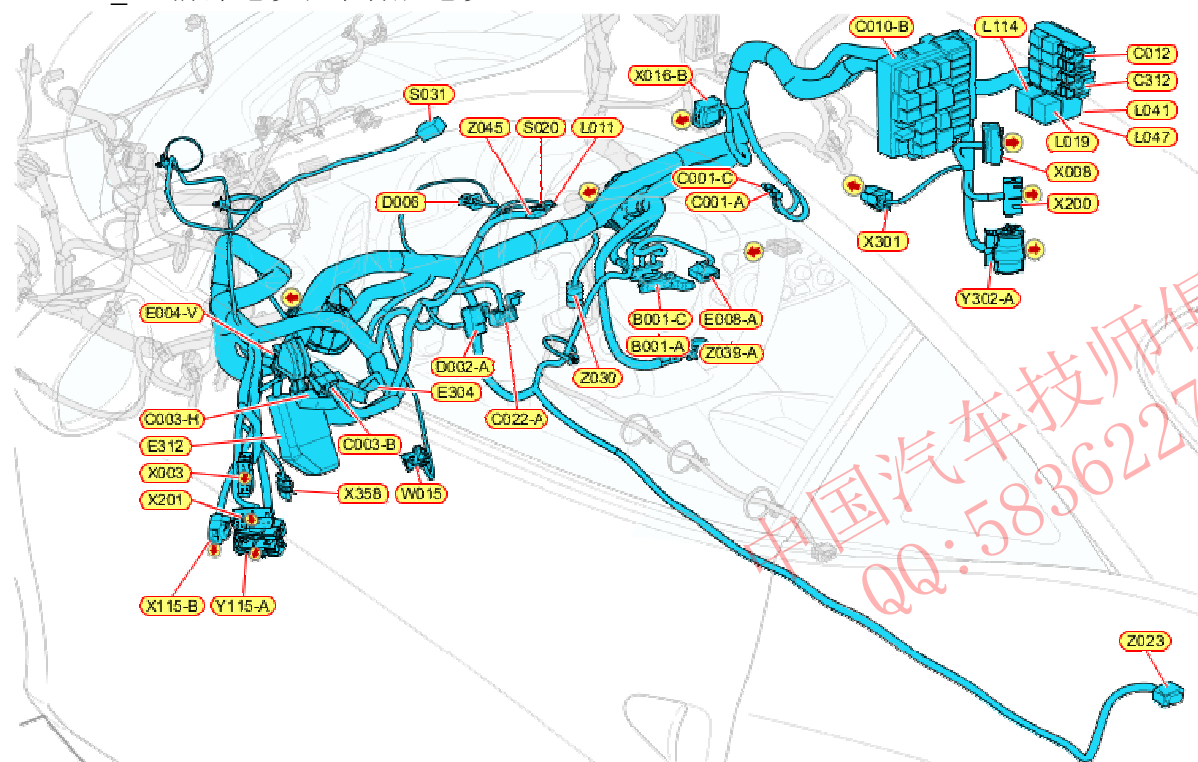 C010-B
L114
C012
X016-B
C312
S031
L041
Z045
S020
L011
L047
L019
X008
C001-C
D006
C001-A
X200
X301
Y302-A
E004-V
B001-C
E008-A
B001-A
Z039-A
D002-A
Z030
E304
C003-H
C022-A
E312
C003-B
X003
X358
W015
X201
中国汽车技师
QQ:583622
X115-B
Y115-A
Z023